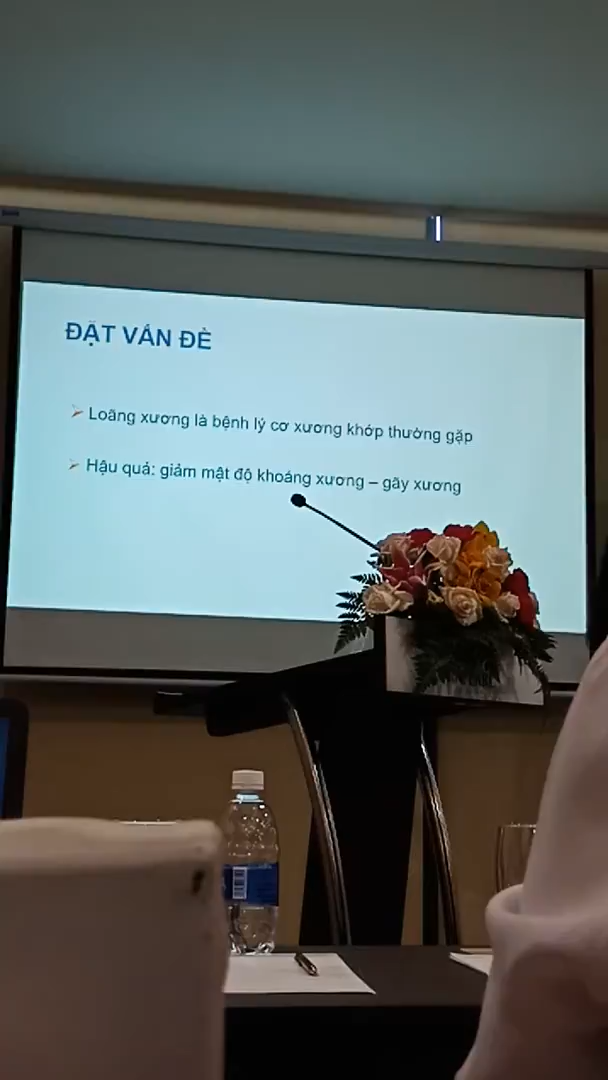 ĐẶT VẤN ĐỀ
Loãng xương là bệnh lý cơ xương khớp thường gặp
Hậu quả: giảm mật độ khoáng xương – gãy xương